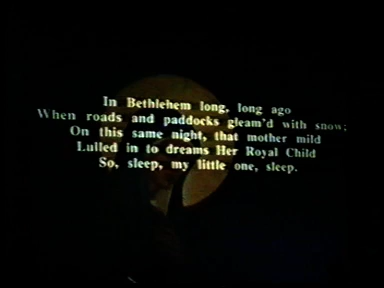 In Bethlehem long, long ago
When roads and paddocks gleam'd with snow;
On this same night, that mother mild
Lulled in to dreams Her Royal Child
So, sleep, my little one, sleep.